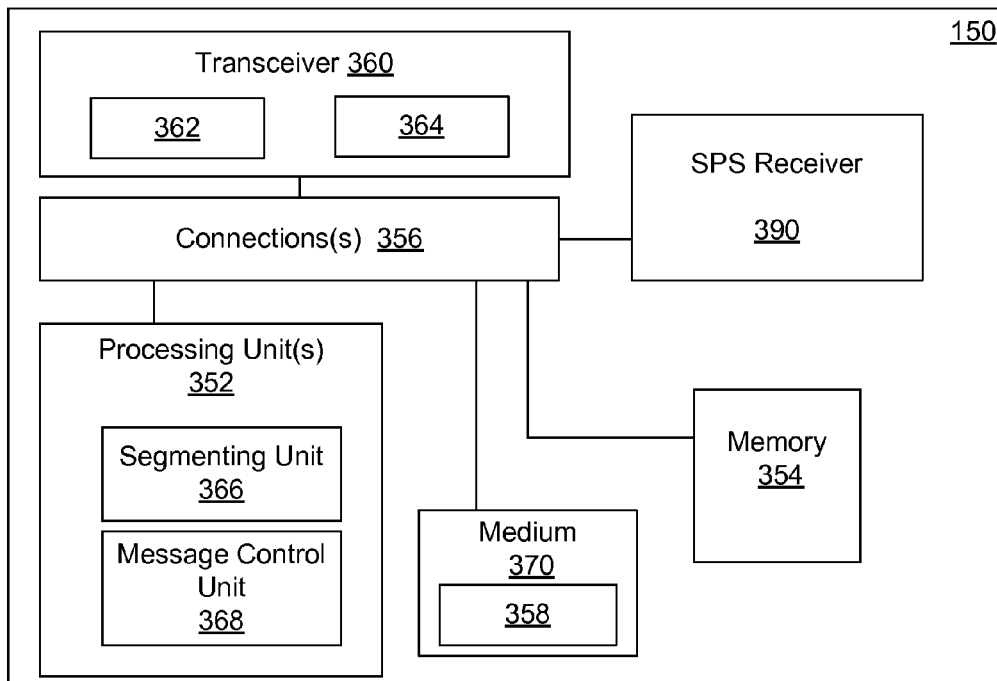 150
Transceiver 360
362
364
SPS Receiver
390
Connections(s) 356
Processing Unit(s)
352
Segmenting Unit
366
Message Control
Unit
368
Medium
370
358
Memory
354